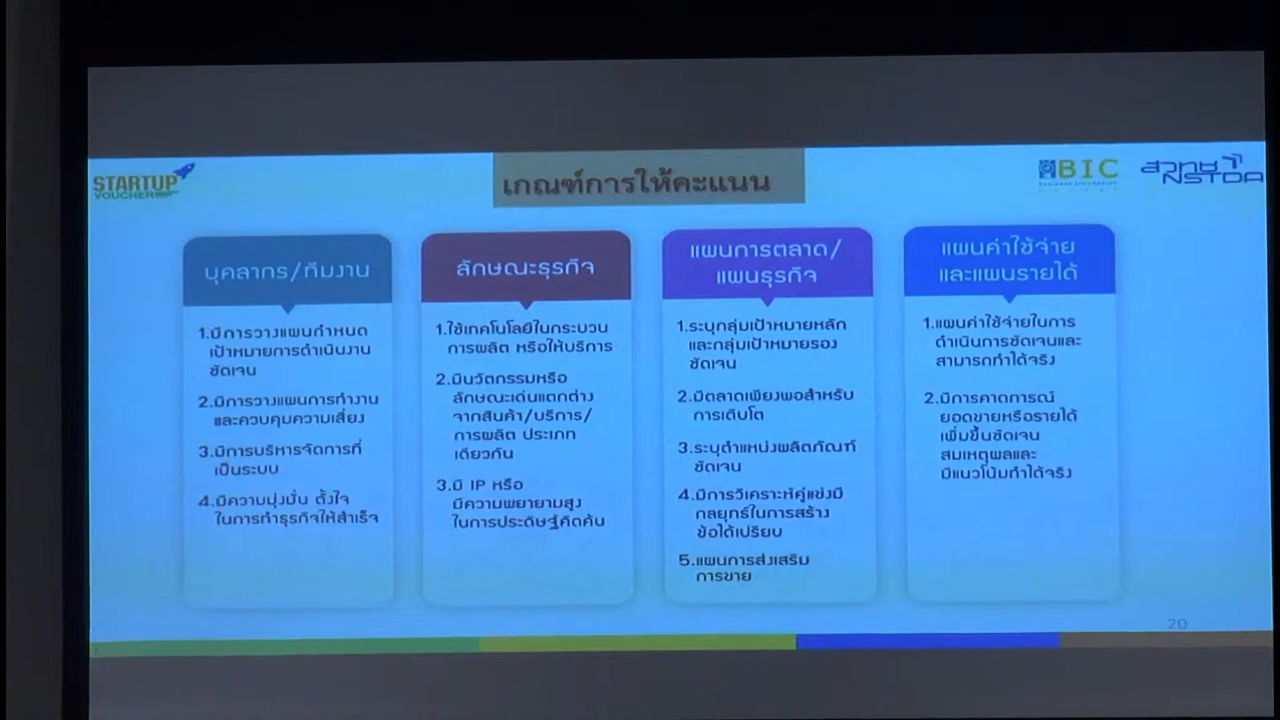 STARTUP
VOUCHER
เกณฑ์การให้คะแนน
BIC
สวทช
NSTDA
บุคลากร/ทีมงาน
1.มีการวางแผนกำหนด
เป้าหมายการดำเนินงาน
ชัดเจน
2.มีการวางแผนการทำงาน
และควบคุมความเสี่ยง
3.มีการบริหารจัดการที่
เป็นระบบ
4.มีความมุ่งมั่น ตั้งใจ
ในการทำธุรกิจให้สำเร็จ
ลักษณะธุรกิจ
1.ใช้เทคโนโลยีในกระบวน
การผลิต หรือให้บริการ
2.มีนวัตกรรมหรือ
ลักษณะเด่นแตกต่าง
จากสินค้า/บริการ/
การผลิต ประเภท
เดียวกัน
3.มี IP หรือ
มีความพยายามสูง
ในการประดิษฐ์คิดค้น
แผนการตลาด/
แผนธุรกิจ
1.ระบุกลุ่มเป้าหมายหลัก
และกลุ่มเป้าหมายรอง
ชัดเจน
2.มีตลาดเพียงพอสำหรับ
การเติบโต
3.ระบุตำแหน่งผลิตภัณฑ์
ชัดเจน
4.มีการวิเคราะห์คู่แข่งมี
กลยุทธ์ในการสร้าง
ข้อได้เปรียบ
5.แผนการส่งเสริม
การขาย
แผนค่าใช้จ่าย
และแผนรายได้
1.แผนค่าใช้จ่ายในการ
ดำเนินการชัดเจนและ
สามารถทำได้จริง
2.มีการคาดการณ์
ยอดขายหรือรายได้
เพิ่มขึ้นชัดเจน
สมเหตุผลและ
มีแนวโน้มทำได้จริง
20